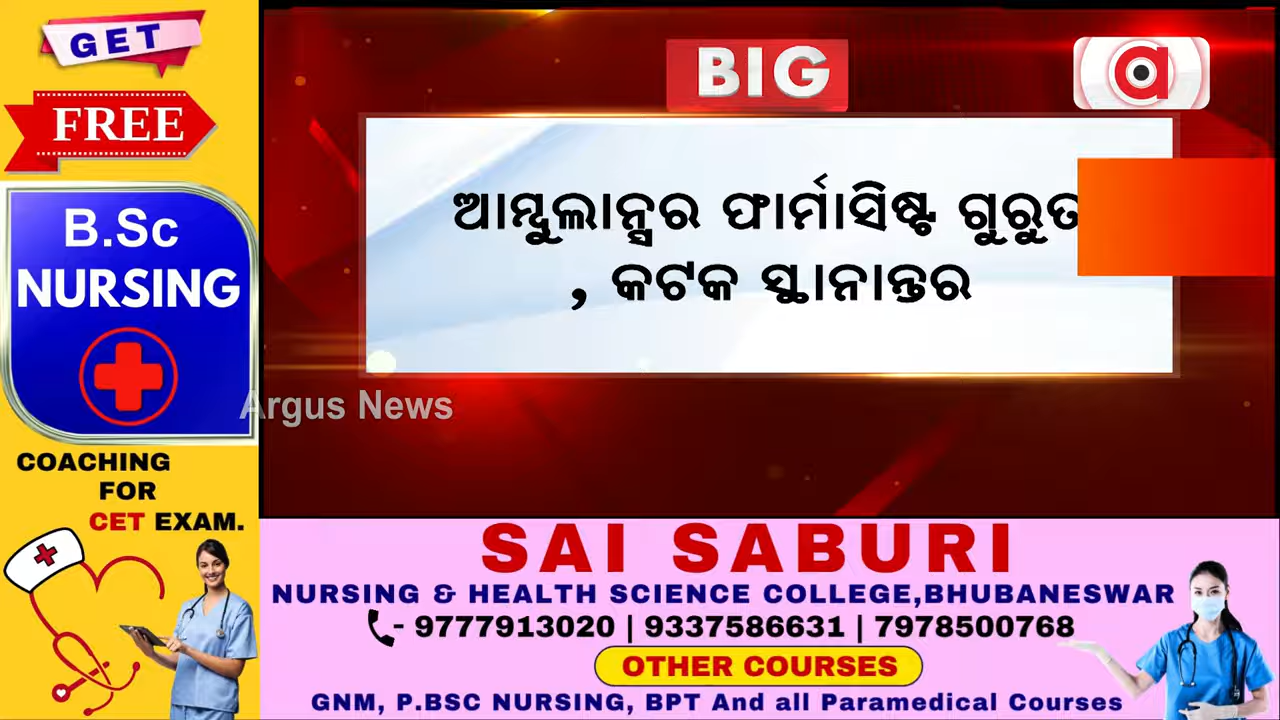 GET
FREE
B.Sc
NURSING
COACHING
FOR
CET EXAM.
BIG
ଆମ୍ବୁଲାନ୍ସର ଫାର୍ମାସିଷ୍ଟ
, କଟକ ସ୍ଥାନାନ୍ତର
Argus News
SAI SABURI
NURSING & HEALTH SCIENCE COLLEGE,BHUBANESWAR
- 9777913020 | 9337586631 | 7978500768
OTHER COURSES
GNM, P.BSC NURSING, BPT And all Paramedical Courses